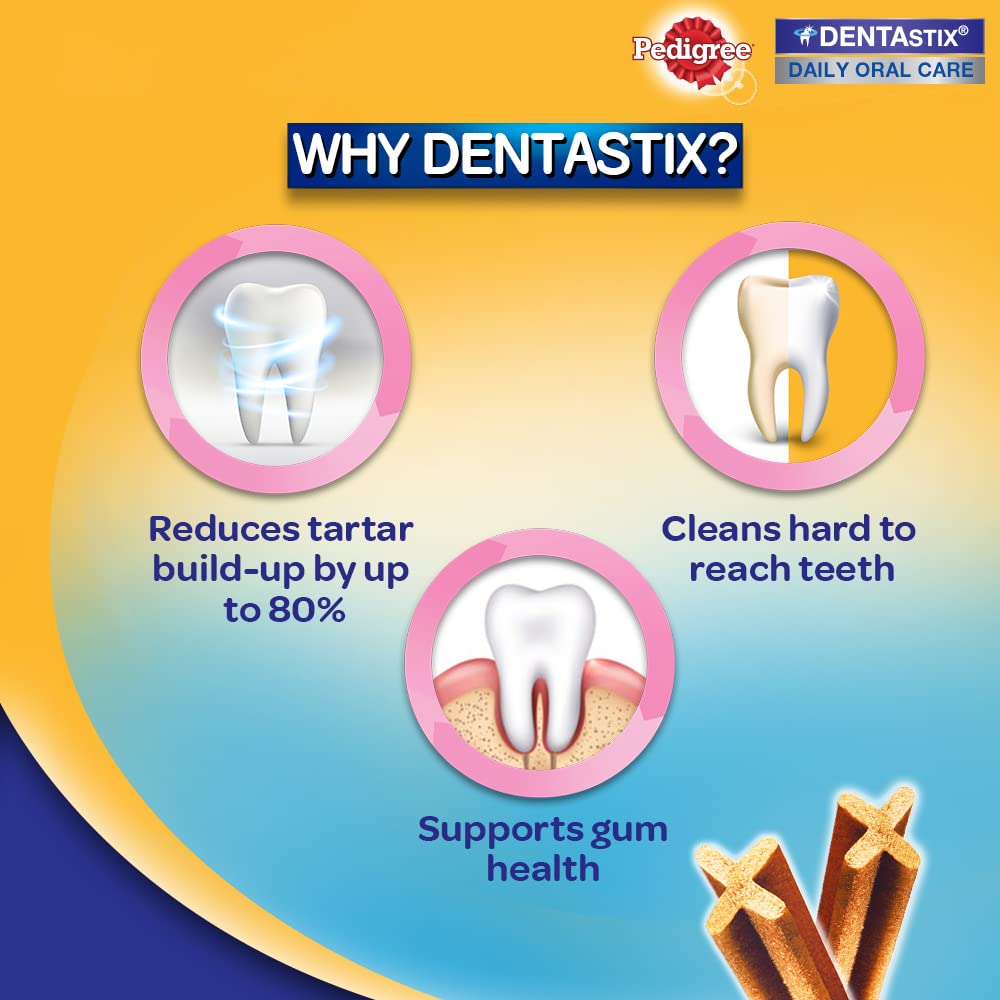 Pedigree
DENTASTIX®
DAILY ORAL CARE
WHY DENTASTIX?
Reduces tartar
build-up by up
to 80%
Cleans hard to
reach teeth
Supports gum
health